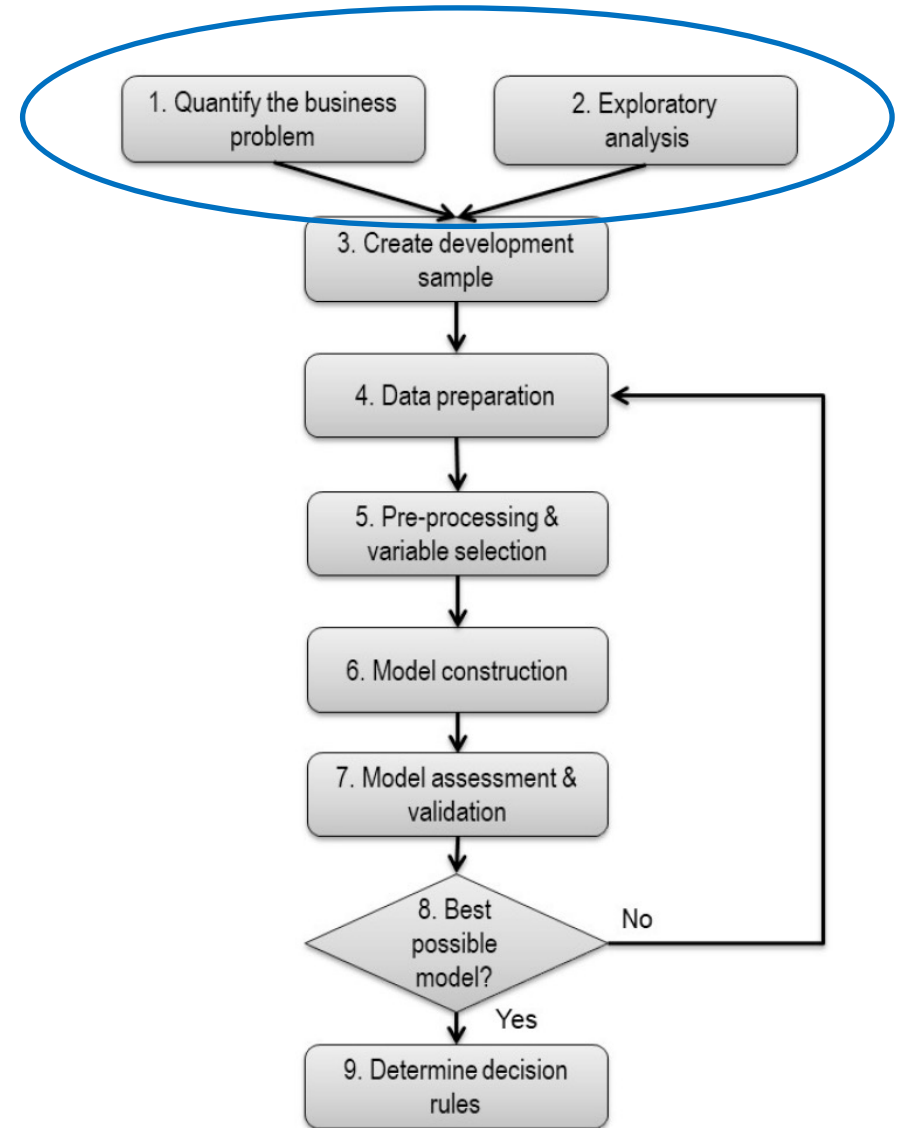 1. Quantify the business
problem
2. Exploratory
analysis
3. Create development
sample
4. Data preparation
5. Pre-processing &
variable selection
6. Model construction
7. Model assessment &
validation
8. Best
possible
model?
No
Yes
9. Determine decision
rules